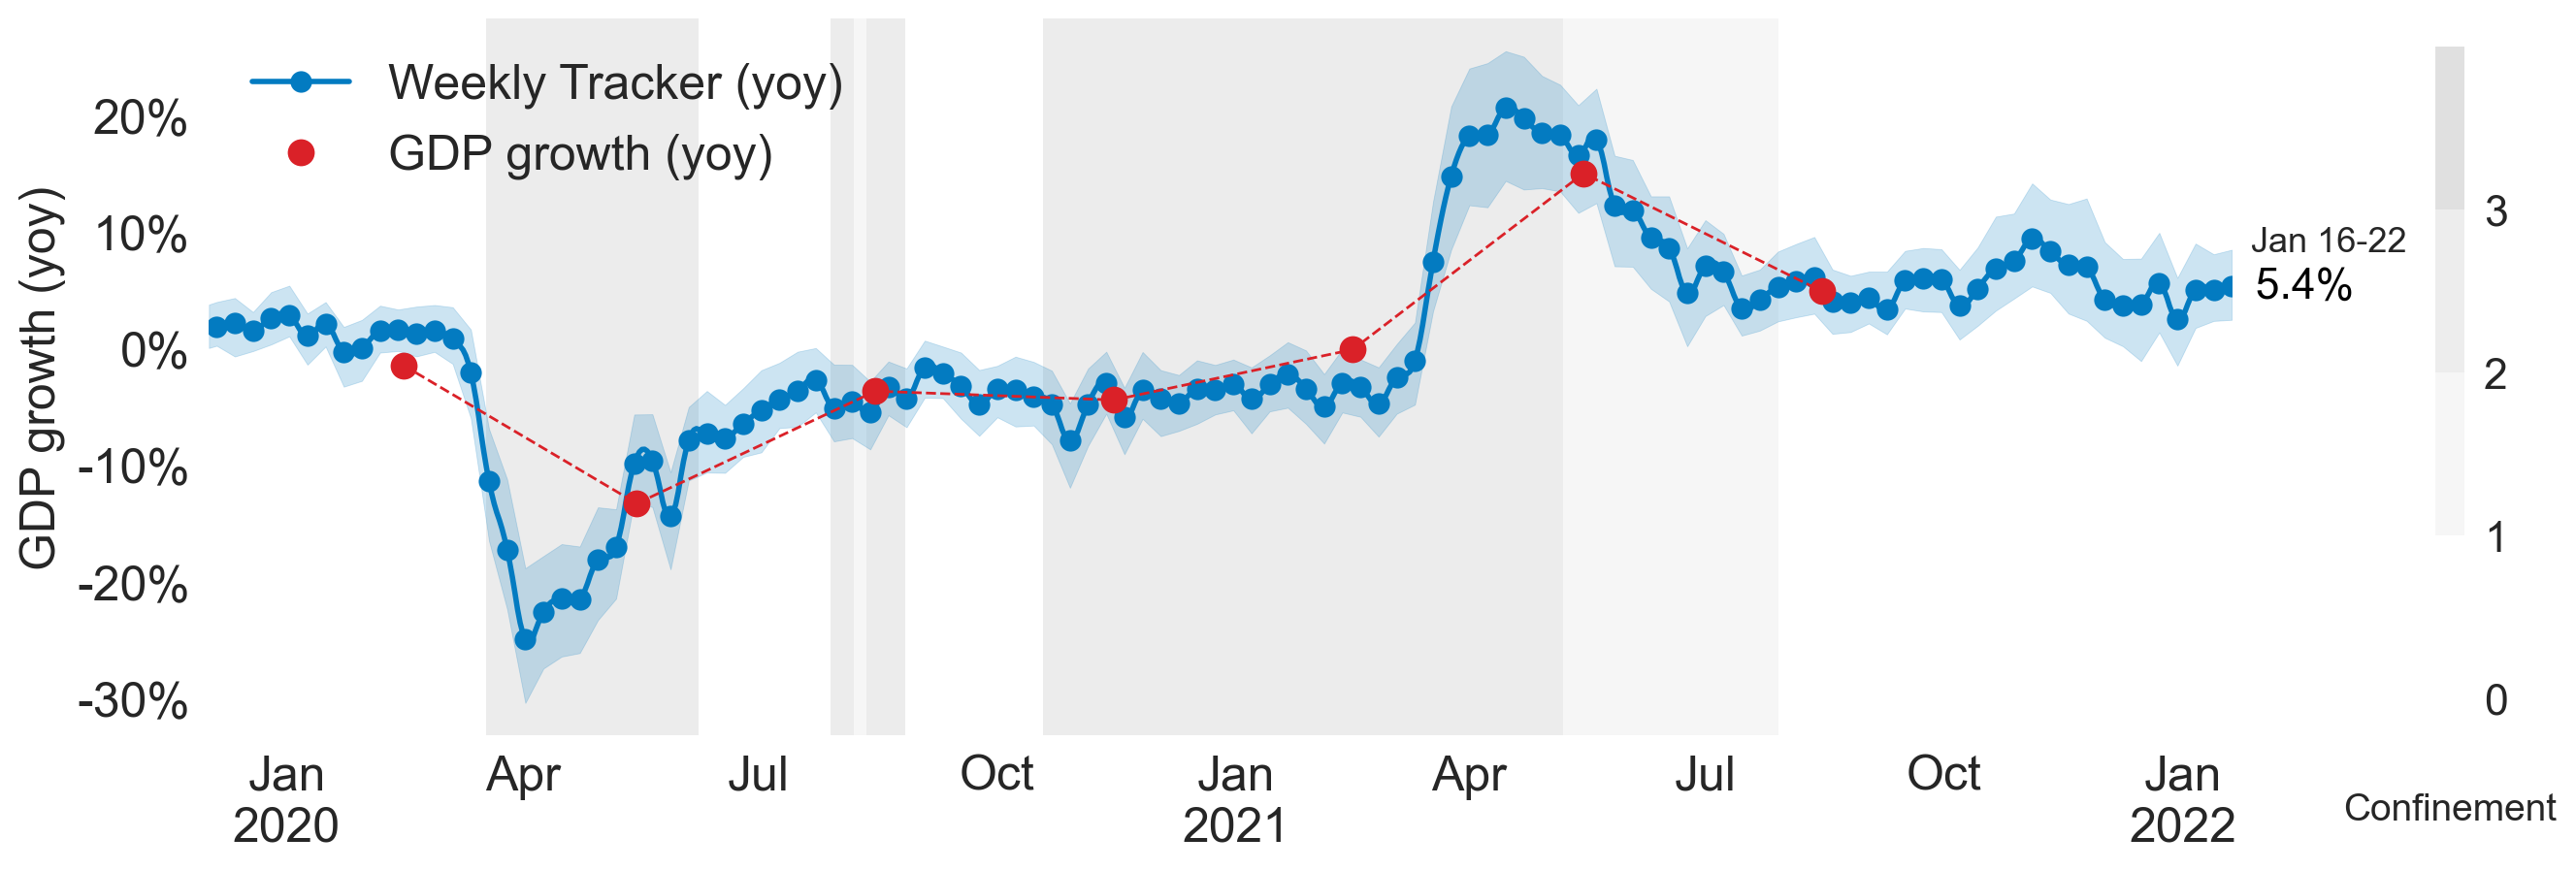 Weekly Tracker (yoy)
GDP growth (yoy)
GDP growth (yoy)
20%
10%
0%
-10%
-20%
-30%
Jan
2020
Apr
Jul
Oct
Jan
2021
Apr
Jul
Oct
Jan
2022
Jan 16-22
5.4%
3
2
1
0
Confinement